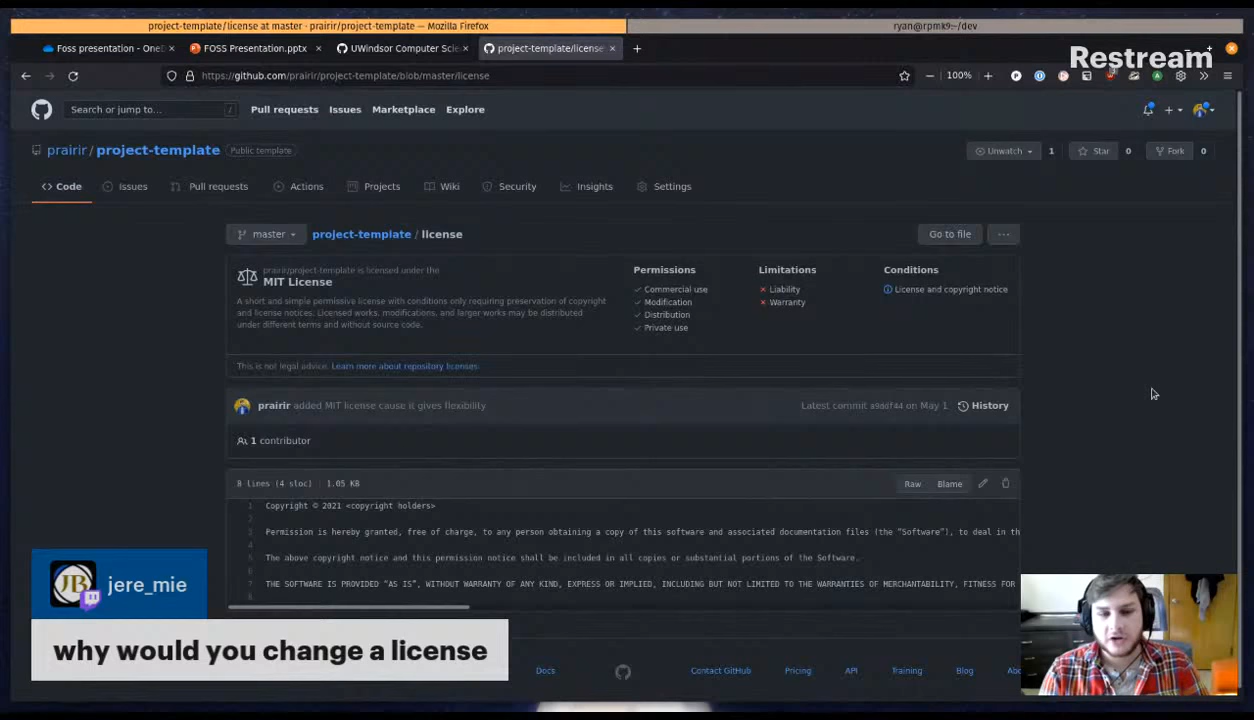 project-template/license at master · prairir/project-template — Mozilla Firefox
ryan@rpmk9:~/dev
Foss presentation - OneD
FOSS Presentation.pptx
UWindsor Computer Scie
project-template/license
Restream
https://github.com/prairir/project-template/blob/master/license
100%
Search or jump to...
/
Pull requests
Issues
Marketplace
Explore
prairir / project-template
Public template
Unwatch
1
Star
0
Fork
0
Code
Issues
Pull requests
Actions
Projects
Wiki
Security
Insights
Settings
master
project-template / license
Go to file
...
prairir/project-template is licensed under the
MIT License
A short and simple permissive license with conditions only requiring preservation of copyright
and license notices. Licensed works, modifications, and larger works may be distributed
under different terms and without source code.
Permissions
Commercial use
Modification
Distribution
Private use
Limitations
Liability
Warranty
Conditions
License and copyright notice
This is not legal advice. Learn more about repository licenses.
prairir added MIT license cause it gives flexibility
Latest commit a9adf44 on May 1
History
1 contributor
8 lines (4 sloc)
1.05 KB
Raw
Blame
1 Copyright © 2021 <copyright holders>
2
3 Permission is hereby granted, free of charge, to any person obtaining a copy of this software and associated documentation files (the "Software"), to deal in th
4
5 The above copyright notice and this permission notice shall be included in all copies or substantial portions of the Software.
6
7 THE SOFTWARE IS PROVIDED "AS IS", WITHOUT WARRANTY OF ANY KIND, EXPRESS OR IMPLIED, INCLUDING BUT NOT LIMITED TO THE WARRANTIES OF MERCHANTABILITY, FITNESS FOR
8
JB
jere_mie
why would you change a license
Docs
Contact GitHub
Pricing
API
Training
Blog
Abo